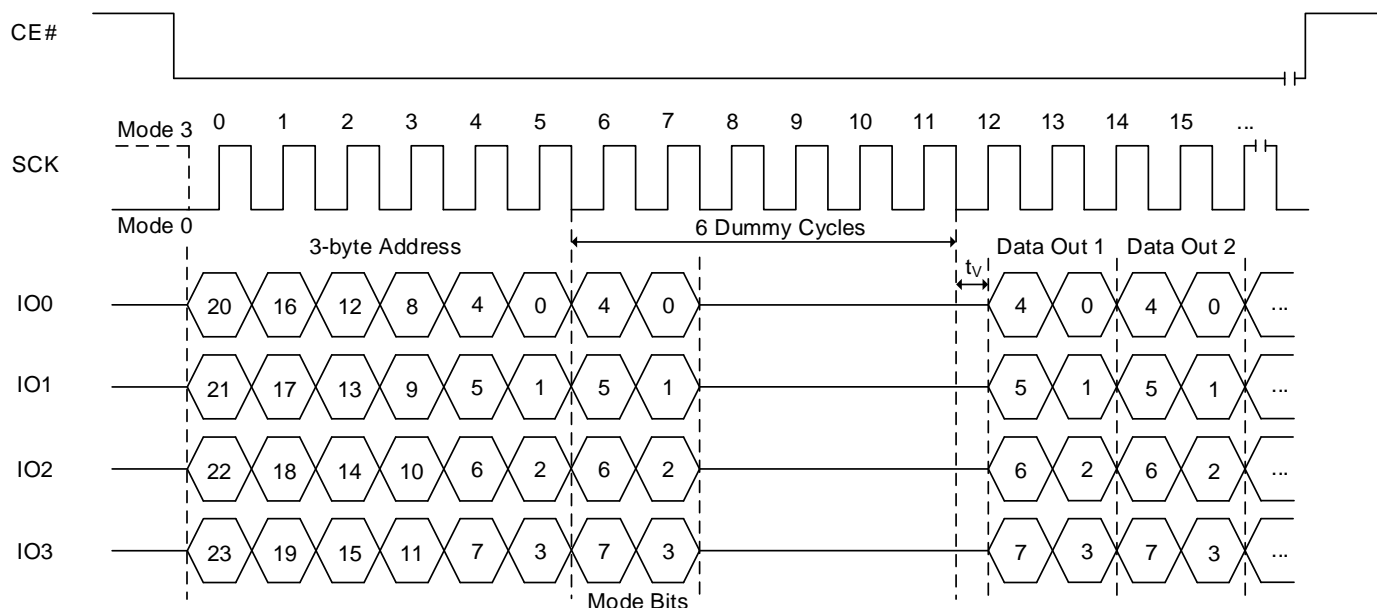 CE#
Mode 3 0 1 2 3 4 5 6 7 8 9 10 11 12 13 14 15 ...
SCK
Mode 0
6 Dummy Cycles
3-byte Address Data Out 1 Data Out 2
tV
IO0 20 16 12 8 4 0 4 0 4 0 4 0 ...
IO1 21 17 13 9 5 1 5 1 5 1 5 1 ...
IO2 22 18 14 10 6 2 6 2 6 2 6 2 ...
IO3 23 19 15 11 7 3 7 3 7 3 7 3 ...
Mode Bits